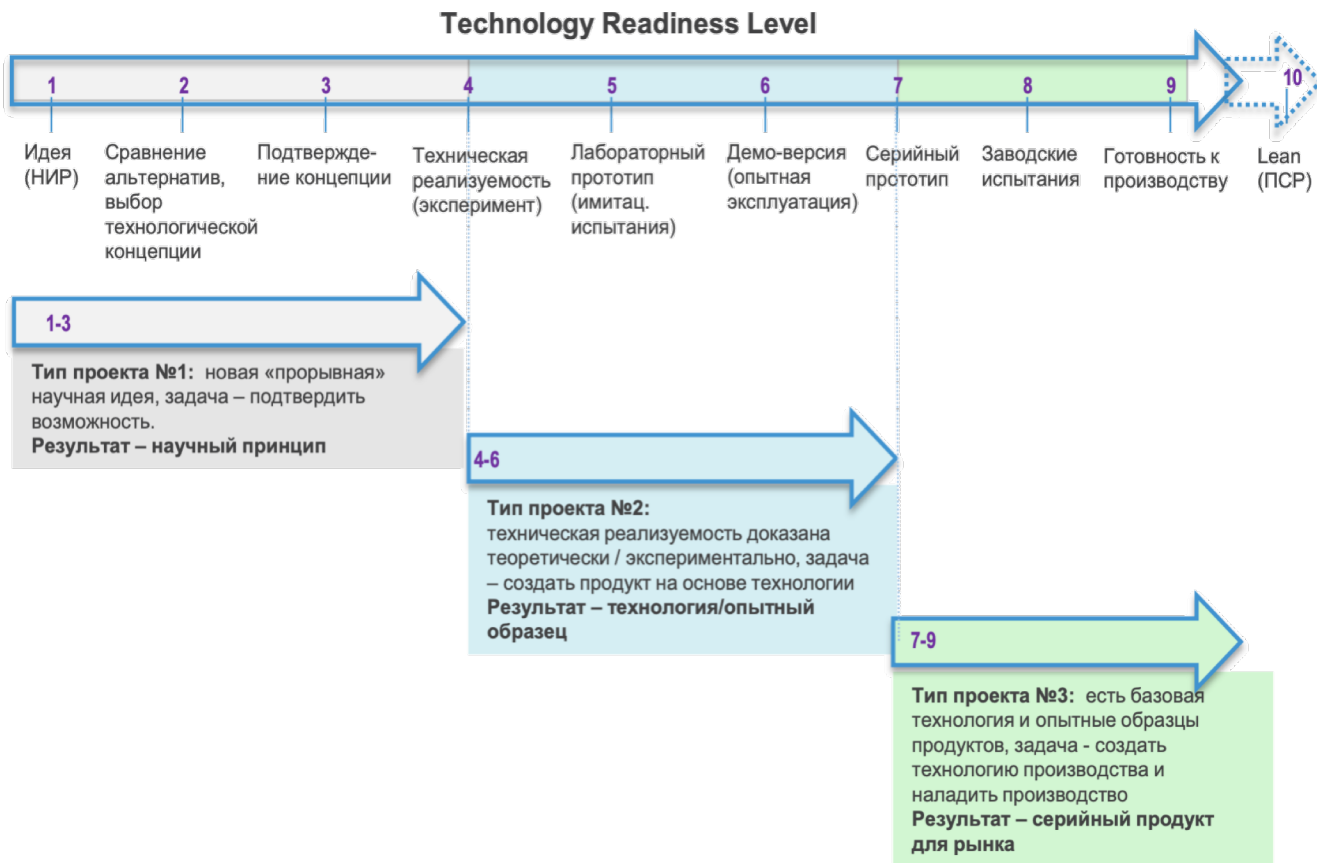 Technology Readiness Level
1
2
3
4
5
6
7
8
9
10
Идея
(НИР)
Сравнение
альтернатив,
выбор
технологической
концепции
Подтвержде-
ние концепции
Техническая
реализуемость
(эксперимент)
Лабораторный
прототип
(имитац.
испытания)
Демо-версия
(опытная
эксплуатация)
Серийный
прототип
Заводские
испытания
Готовность к
производству
Lean
(ПСР)
1-3
Тип проекта №1: новая «прорывная»
научная идея, задача – подтвердить
возможность.
Результат – научный принцип
4-6
Тип проекта №2:
техническая реализуемость доказана
теоретически / экспериментально, задача
– создать продукт на основе технологии
Результат – технология/опытный
образец
7-9
Тип проекта №3: есть базовая
технология и опытные образцы
продуктов, задача - создать
технологию производства и
наладить производство
Результат – серийный продукт
для рынка